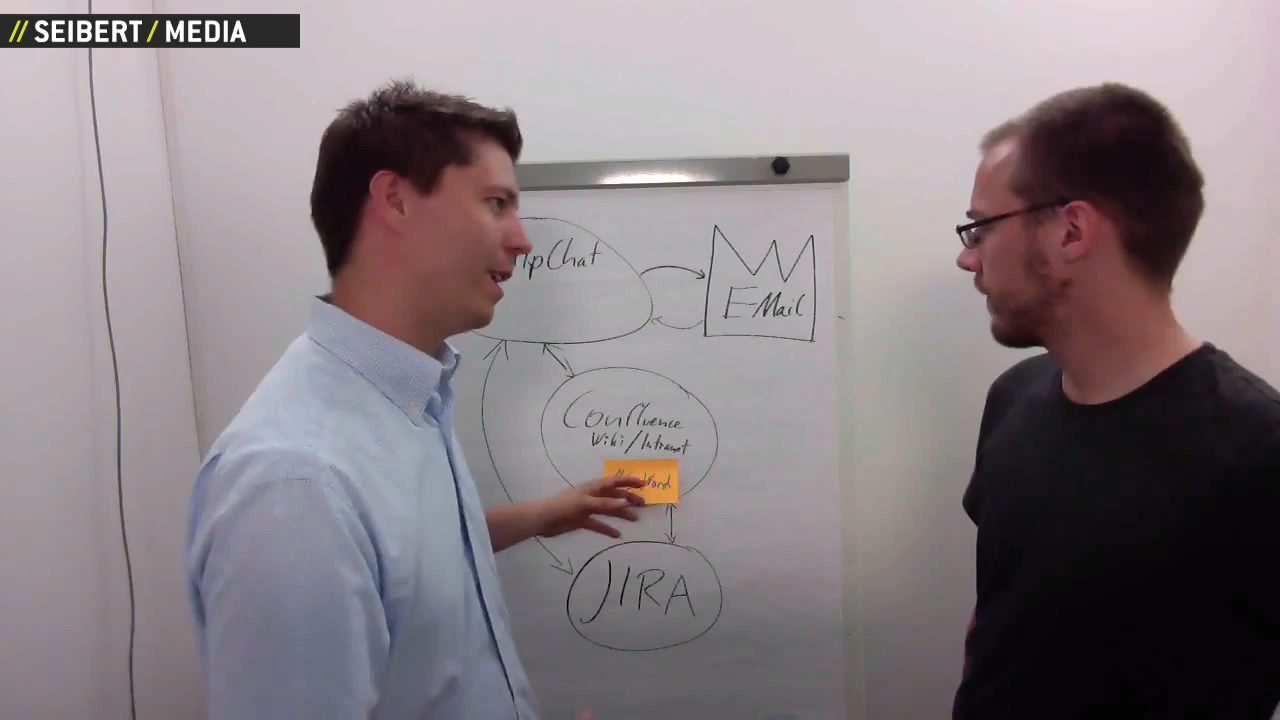 // SEIBERT / MEDIA
E-Mail
Confluence
Wiki/Intranet
JIRA